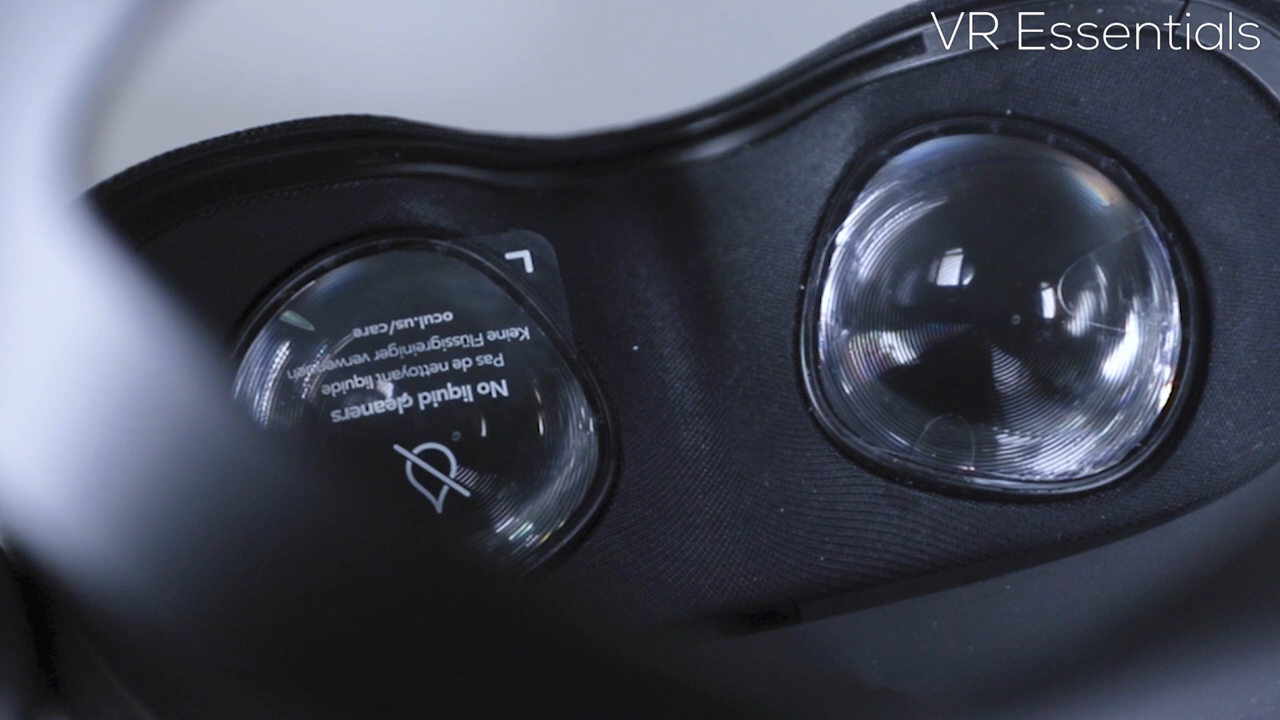 VR Essentials
No liquid cleaners
Pas de nettoyant liquide
Keine Flüssigreiniger verwenden
ocul.us/care